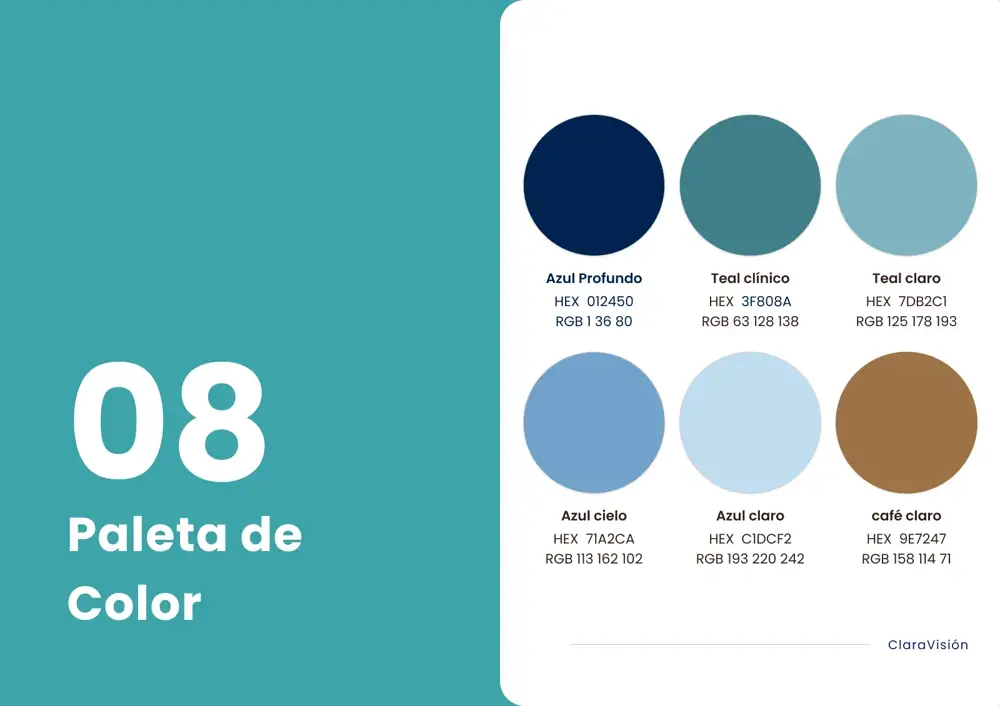 08
Paleta de
Color
Azul Profundo
HEX 012450
RGB 1 36 80
Teal clínico
HEX 3F808A
RGB 63 128 138
Teal claro
HEX 7DB2C1
RGB 125 178 193
Azul cielo
HEX 71A2CA
RGB 113 162 102
Azul claro
HEX C1DCF2
RGB 193 220 242
café claro
HEX 9E7247
RGB 158 114 71
ClaraVisión